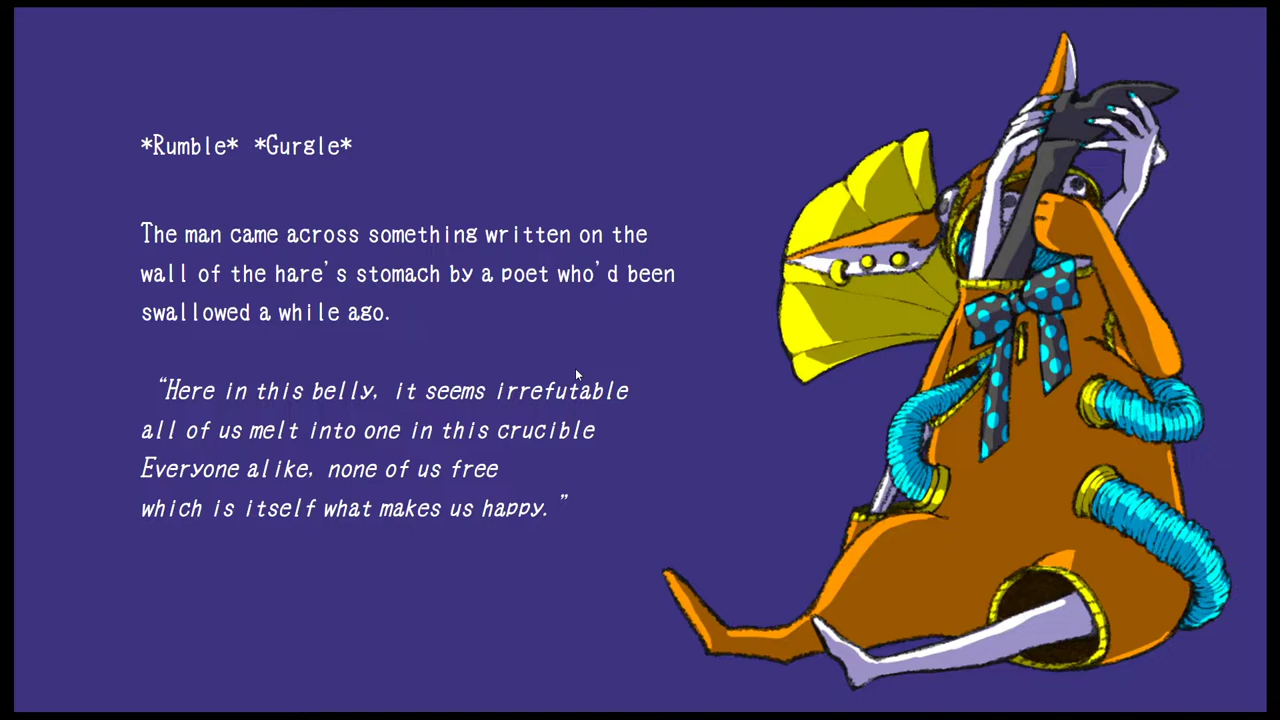 *Rumble* *Gurgle*
The man came across something written on the
wall of the hare's stomach by a poet who'd been
swallowed a while ago.
“Here in this belly, it seems irrefutable
all of us melt into one in this crucible
Everyone alike, none of us free
which is itself what makes us happy.”